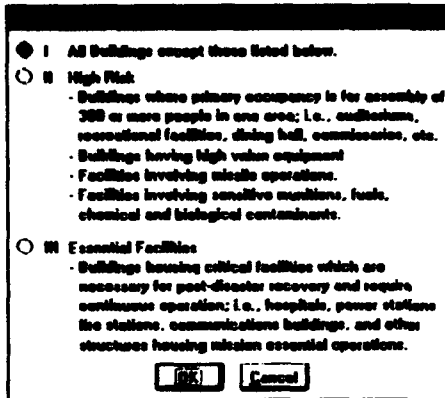 I All Buildings except those listed below.
II High Risk
- Buildings where primary occupancy is for assembly of
300 or more people in one area; i.e., auditoriums,
recreational facilities, dining hall, commissaries, etc.
- Buildings having high value equipment
- Facilities involving missile operations.
- Facilities involving sensitive munitions, fuels,
chemical and biological contaminants.
III Essential Facilities
- Buildings housing critical facilities which are
necessary for post-disaster recovery and require
continuous operation; i.e., hospitals, power stations
fire stations, communications buildings, and other
structures housing mission essential operations.
OK Cancel